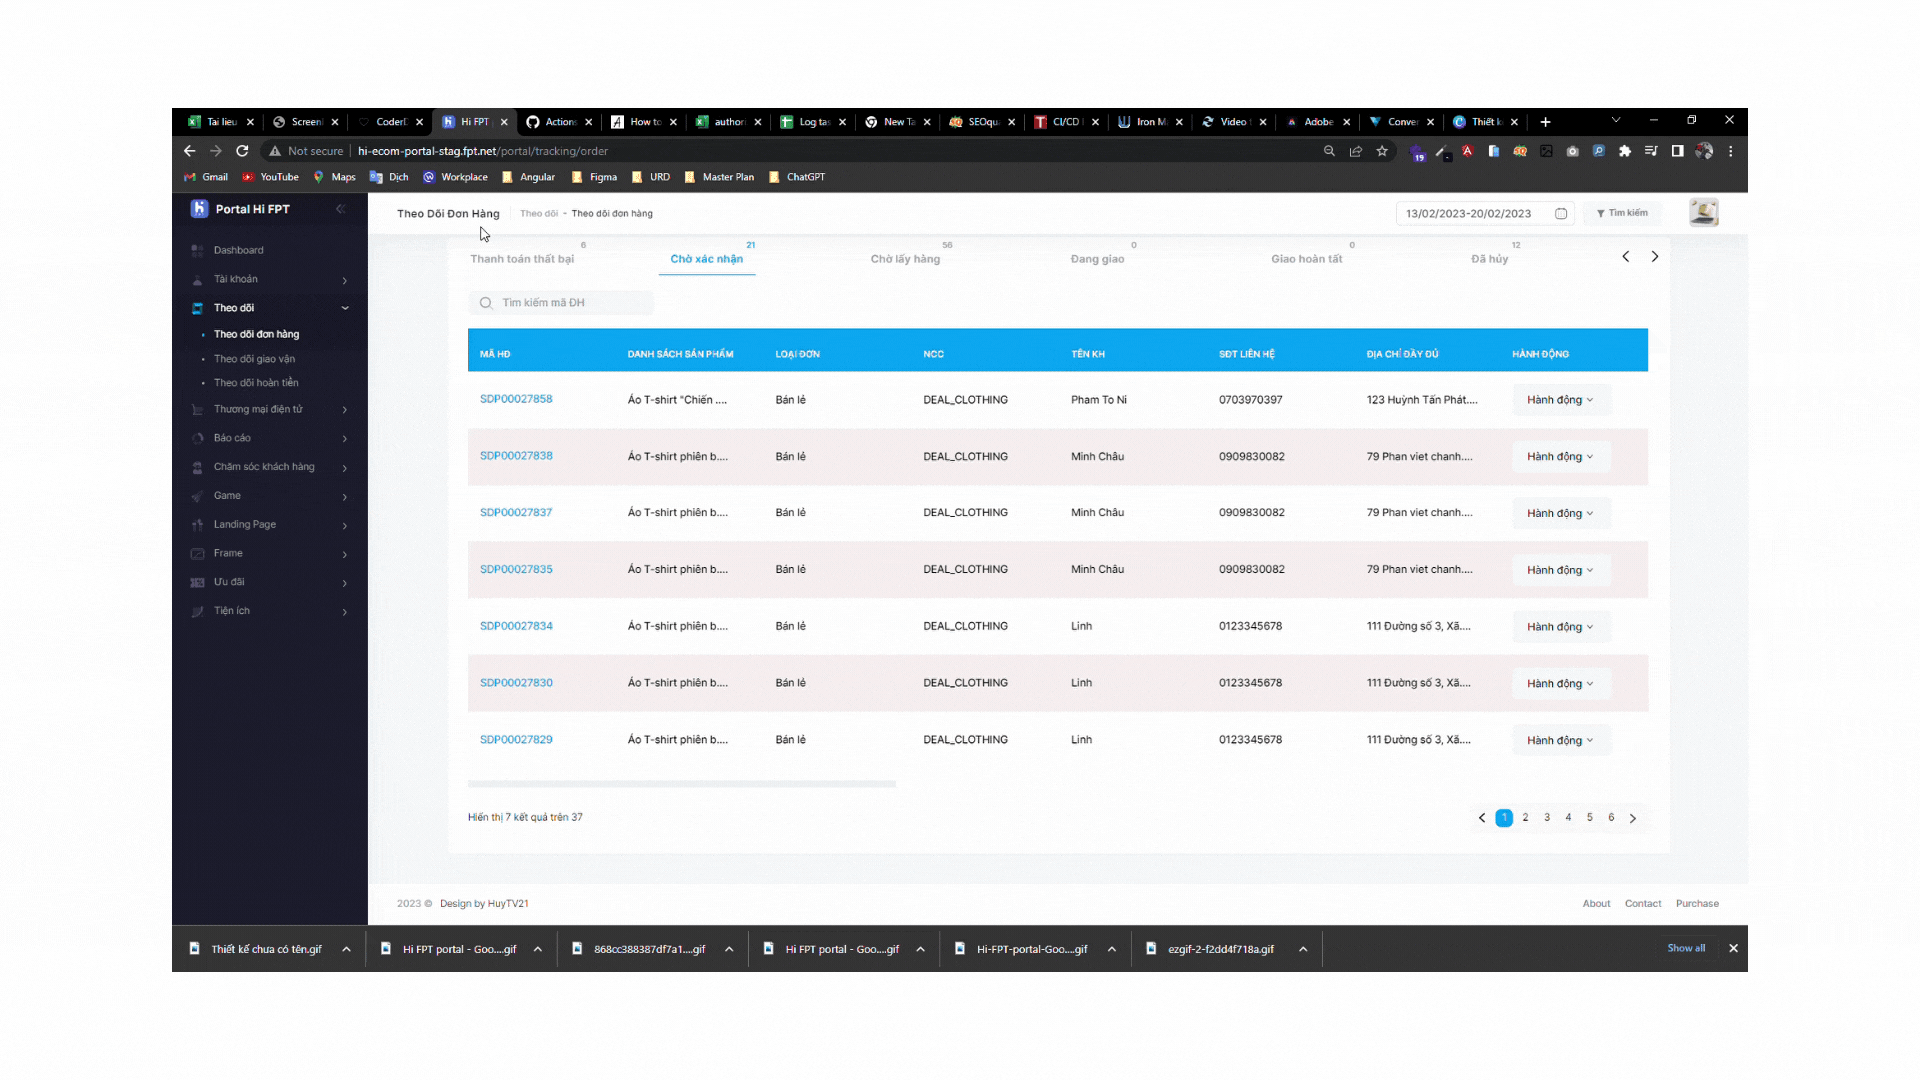 Tai lieu
Screen
Coder
Hi FPT
Actions
How to
author
Log tas
New Ta
SEOqu
CI/CD
Iron M
Video
Adobe
Conver
Thiết k
Not secure
hi-ecom-portal-stag.fpt.net/portal/tracking/order
19
Gmail
YouTube
Maps
Dịch
Workplace
Angular
Figma
URD
Master Plan
ChatGPT
Portal Hi FPT
Theo Dõi Đơn Hàng
Theo dõi - Theo dõi đơn hàng
13/02/2023-20/02/2023
Tìm kiếm
Dashboard
Tài khoản
Theo dõi
Theo dõi đơn hàng
Theo dõi giao vận
Theo dõi hoàn tiền
Thương mại điện tử
Báo cáo
Chăm sóc khách hàng
Game
Landing Page
Frame
Ưu đãi
Tiện ích
6
21
56
0
0
12
Thanh toán thất bại
Chờ xác nhận
Chờ lấy hàng
Đang giao
Giao hoàn tất
Đã hủy
Tìm kiếm mã ĐH
MÃ HĐ DANH SÁCH SẢN PHẨM LOẠI ĐƠN NCC TÊN KH SĐT LIÊN HỆ ĐỊA CHỈ ĐẦY ĐỦ HÀNH ĐỘNG
SDP00027858 Áo T-shirt "Chiến .... Bán lẻ DEAL_CLOTHING Pham To Ni 0703970397 123 Huỳnh Tấn Phát.... Hành động
SDP00027838 Áo T-shirt phiên b.... Bán lẻ DEAL_CLOTHING Minh Châu 0909830082 79 Phan viet chanh.... Hành động
SDP00027837 Áo T-shirt phiên b.... Bán lẻ DEAL_CLOTHING Minh Châu 0909830082 79 Phan viet chanh.... Hành động
SDP00027835 Áo T-shirt phiên b.... Bán lẻ DEAL_CLOTHING Minh Châu 0909830082 79 Phan viet chanh.... Hành động
SDP00027834 Áo T-shirt phiên b.... Bán lẻ DEAL_CLOTHING Linh 0123345678 111 Đường số 3, Xã.... Hành động
SDP00027830 Áo T-shirt phiên b.... Bán lẻ DEAL_CLOTHING Linh 0123345678 111 Đường số 3, Xã.... Hành động
SDP00027829 Áo T-shirt phiên b.... Bán lẻ DEAL_CLOTHING Linh 0123345678 111 Đường số 3, Xã.... Hành động
Hiển thị 7 kết quả trên 37
1 2 3 4 5 6
2023 © Design by HuyTV21
About Contact Purchase
Thiết kế chưa có tên.gif
Hi FPT portal - Goo....gif
868cc388387df7a1....gif
Hi FPT portal - Goo....gif
Hi-FPT-portal-Goo....gif
ezgif-2-f2dd4f718a.gif
Show all